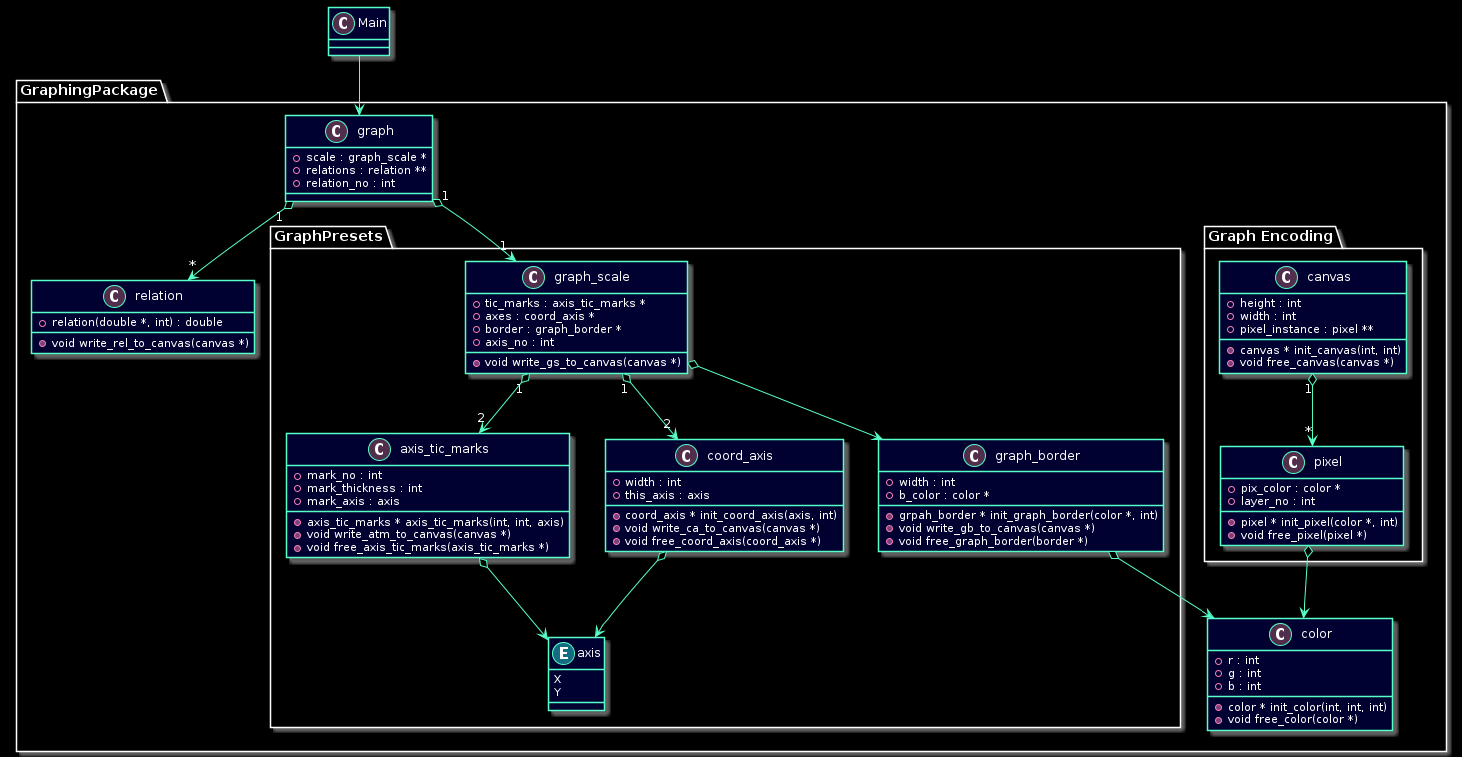 C Main
GraphingPackage
C graph
scale : graph_scale *
relations : relation **
relation_no : int
1
1
*
1
C relation
relation(double *, int) : double
void write_rel_to_canvas(canvas *)
GraphPresets
C graph_scale
tic_marks : axis_tic_marks *
axes : coord_axis *
border : graph_border *
axis_no : int
void write_gs_to_canvas(canvas *)
1
1
2
2
C axis_tic_marks
mark_no : int
mark_thickness : int
mark_axis : axis
axis_tic_marks * axis_tic_marks(int, int, axis)
void write_atm_to_canvas(canvas *)
void free_axis_tic_marks(axis_tic_marks *)
C coord_axis
width : int
this_axis : axis
coord_axis * init_coord_axis(axis, int)
void write_ca_to_canvas(canvas *)
void free_coord_axis(coord_axis *)
C graph_border
width : int
b_color : color *
grpah_border * init_graph_border(color *, int)
void write_gb_to_canvas(canvas *)
void free_graph_border(border *)
E axis
X
Y
Graph Encoding
C canvas
height : int
width : int
pixel_instance : pixel **
canvas * init_canvas(int, int)
void free_canvas(canvas *)
1
*
C pixel
pix_color : color *
layer_no : int
pixel * init_pixel(color *, int)
void free_pixel(pixel *)
C color
r : int
g : int
b : int
color * init_color(int, int, int)
void free_color(color *)